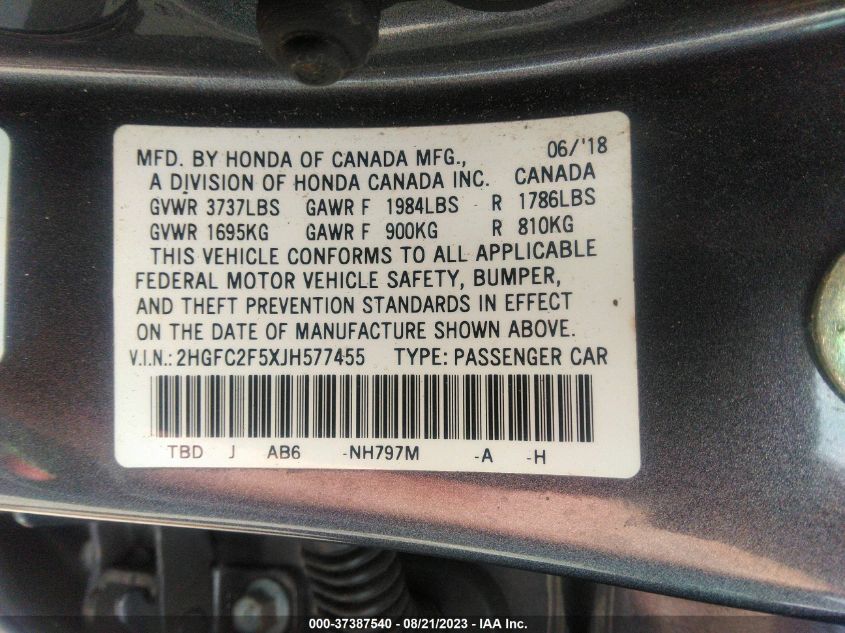 MFD. BY HONDA OF CANADA MFG., 06/'18
A DIVISION OF HONDA CANADA INC. CANADA
GVWR 3737LBS GAWR F 1984LBS R 1786LBS
GVWR 1695KG GAWR F 900KG R 810KG
THIS VEHICLE CONFORMS TO ALL APPLICABLE
FEDERAL MOTOR VEHICLE SAFETY, BUMPER,
AND THEFT PREVENTION STANDARDS IN EFFECT
ON THE DATE OF MANUFACTURE SHOWN ABOVE.
V.I.N.: 2HGFC2F5XJH577455 TYPE: PASSENGER CAR
TBD J AB6 -NH797M -A -H
000-37387540 - 08/21/2023 - IAA Inc.